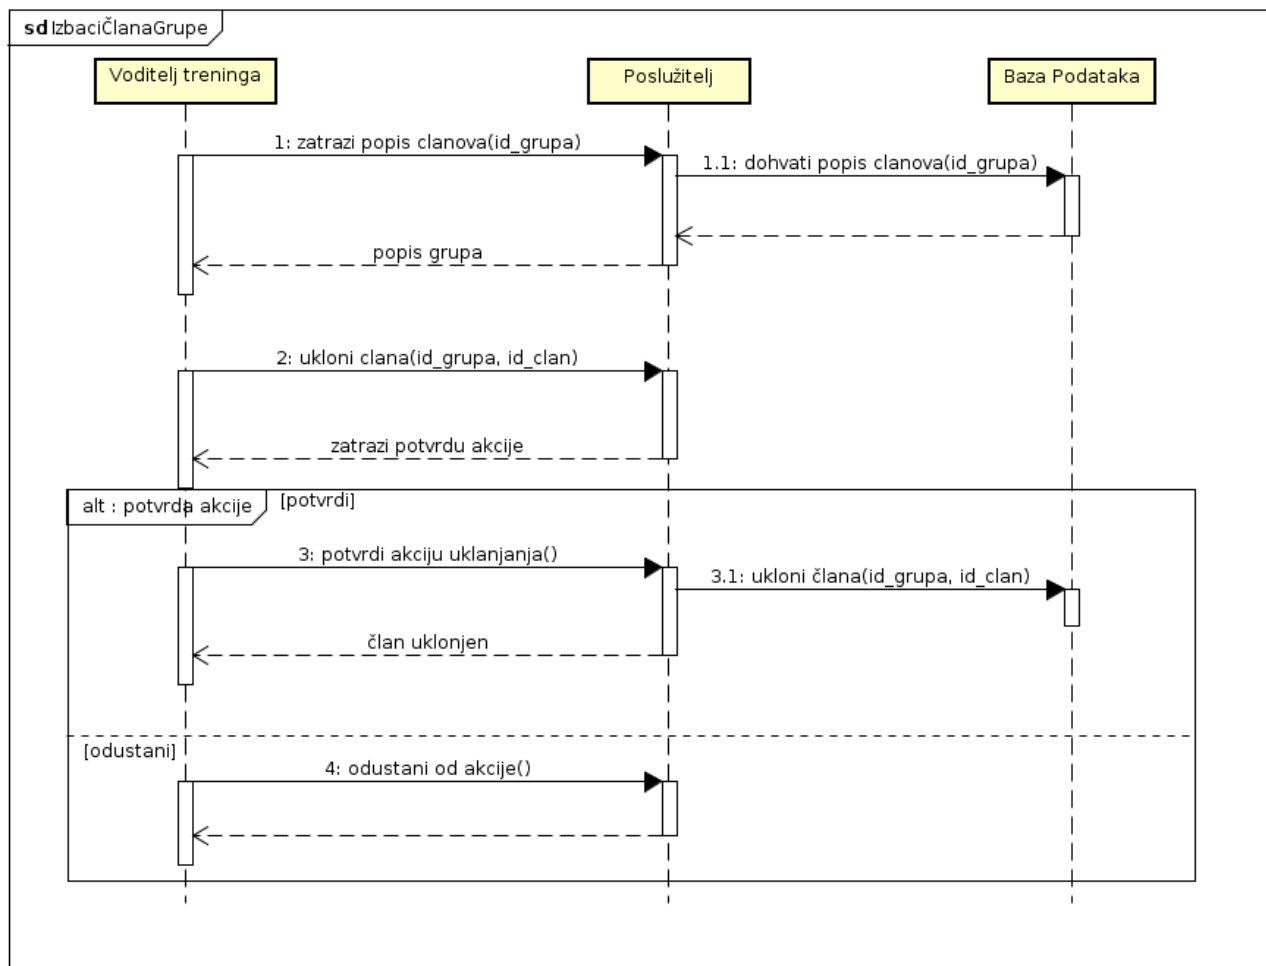 sd IzbaciČlanaGrupe
Voditelj treninga
Poslužitelj
Baza Podataka
1: zatrazi popis clanova(id_grupa)
1.1: dohvati popis clanova(id_grupa)
popis grupa
2: ukloni clana(id_grupa, id_clan)
zatrazi potvrdu akcije
alt : potvrda akcije
[potvrdi]
3: potvrdi akciju uklanjanja()
3.1: ukloni člana(id_grupa, id_clan)
član uklonjen
[odustani]
4: odustani od akcije()